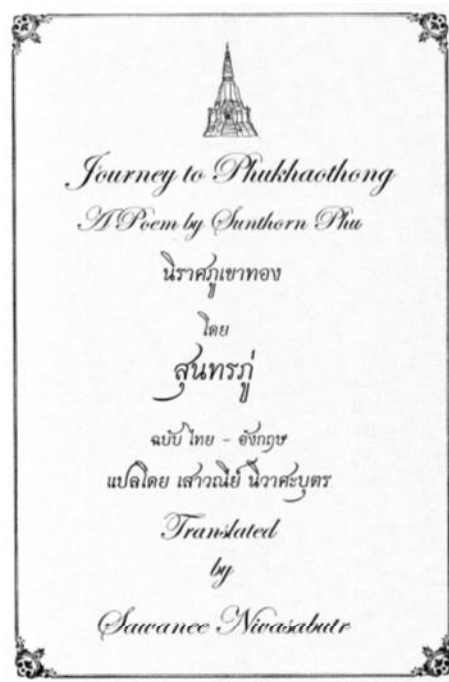 Journey to Phukhaothong
A Poem by Sunthorn Phu
นิราศภูเขาทอง
โดย
สุนทรภู่
ฉบับ ไทย - อังกฤษ
แปลโดย เสาวณีย์ นิวาศะบุตร
Translated
by
Sawanee Nivasabutr